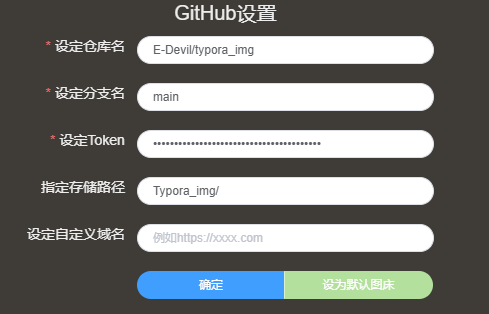 GitHub设置
* 设定仓库名 E-Devil/typora_img
* 设定分支名 main
* 设定Token ••••••••••••••••••••••••••••••••••••••••
指定存储路径 Typora_img/
设定自定义域名 例如https://xxxx.com
确定 设为默认图床